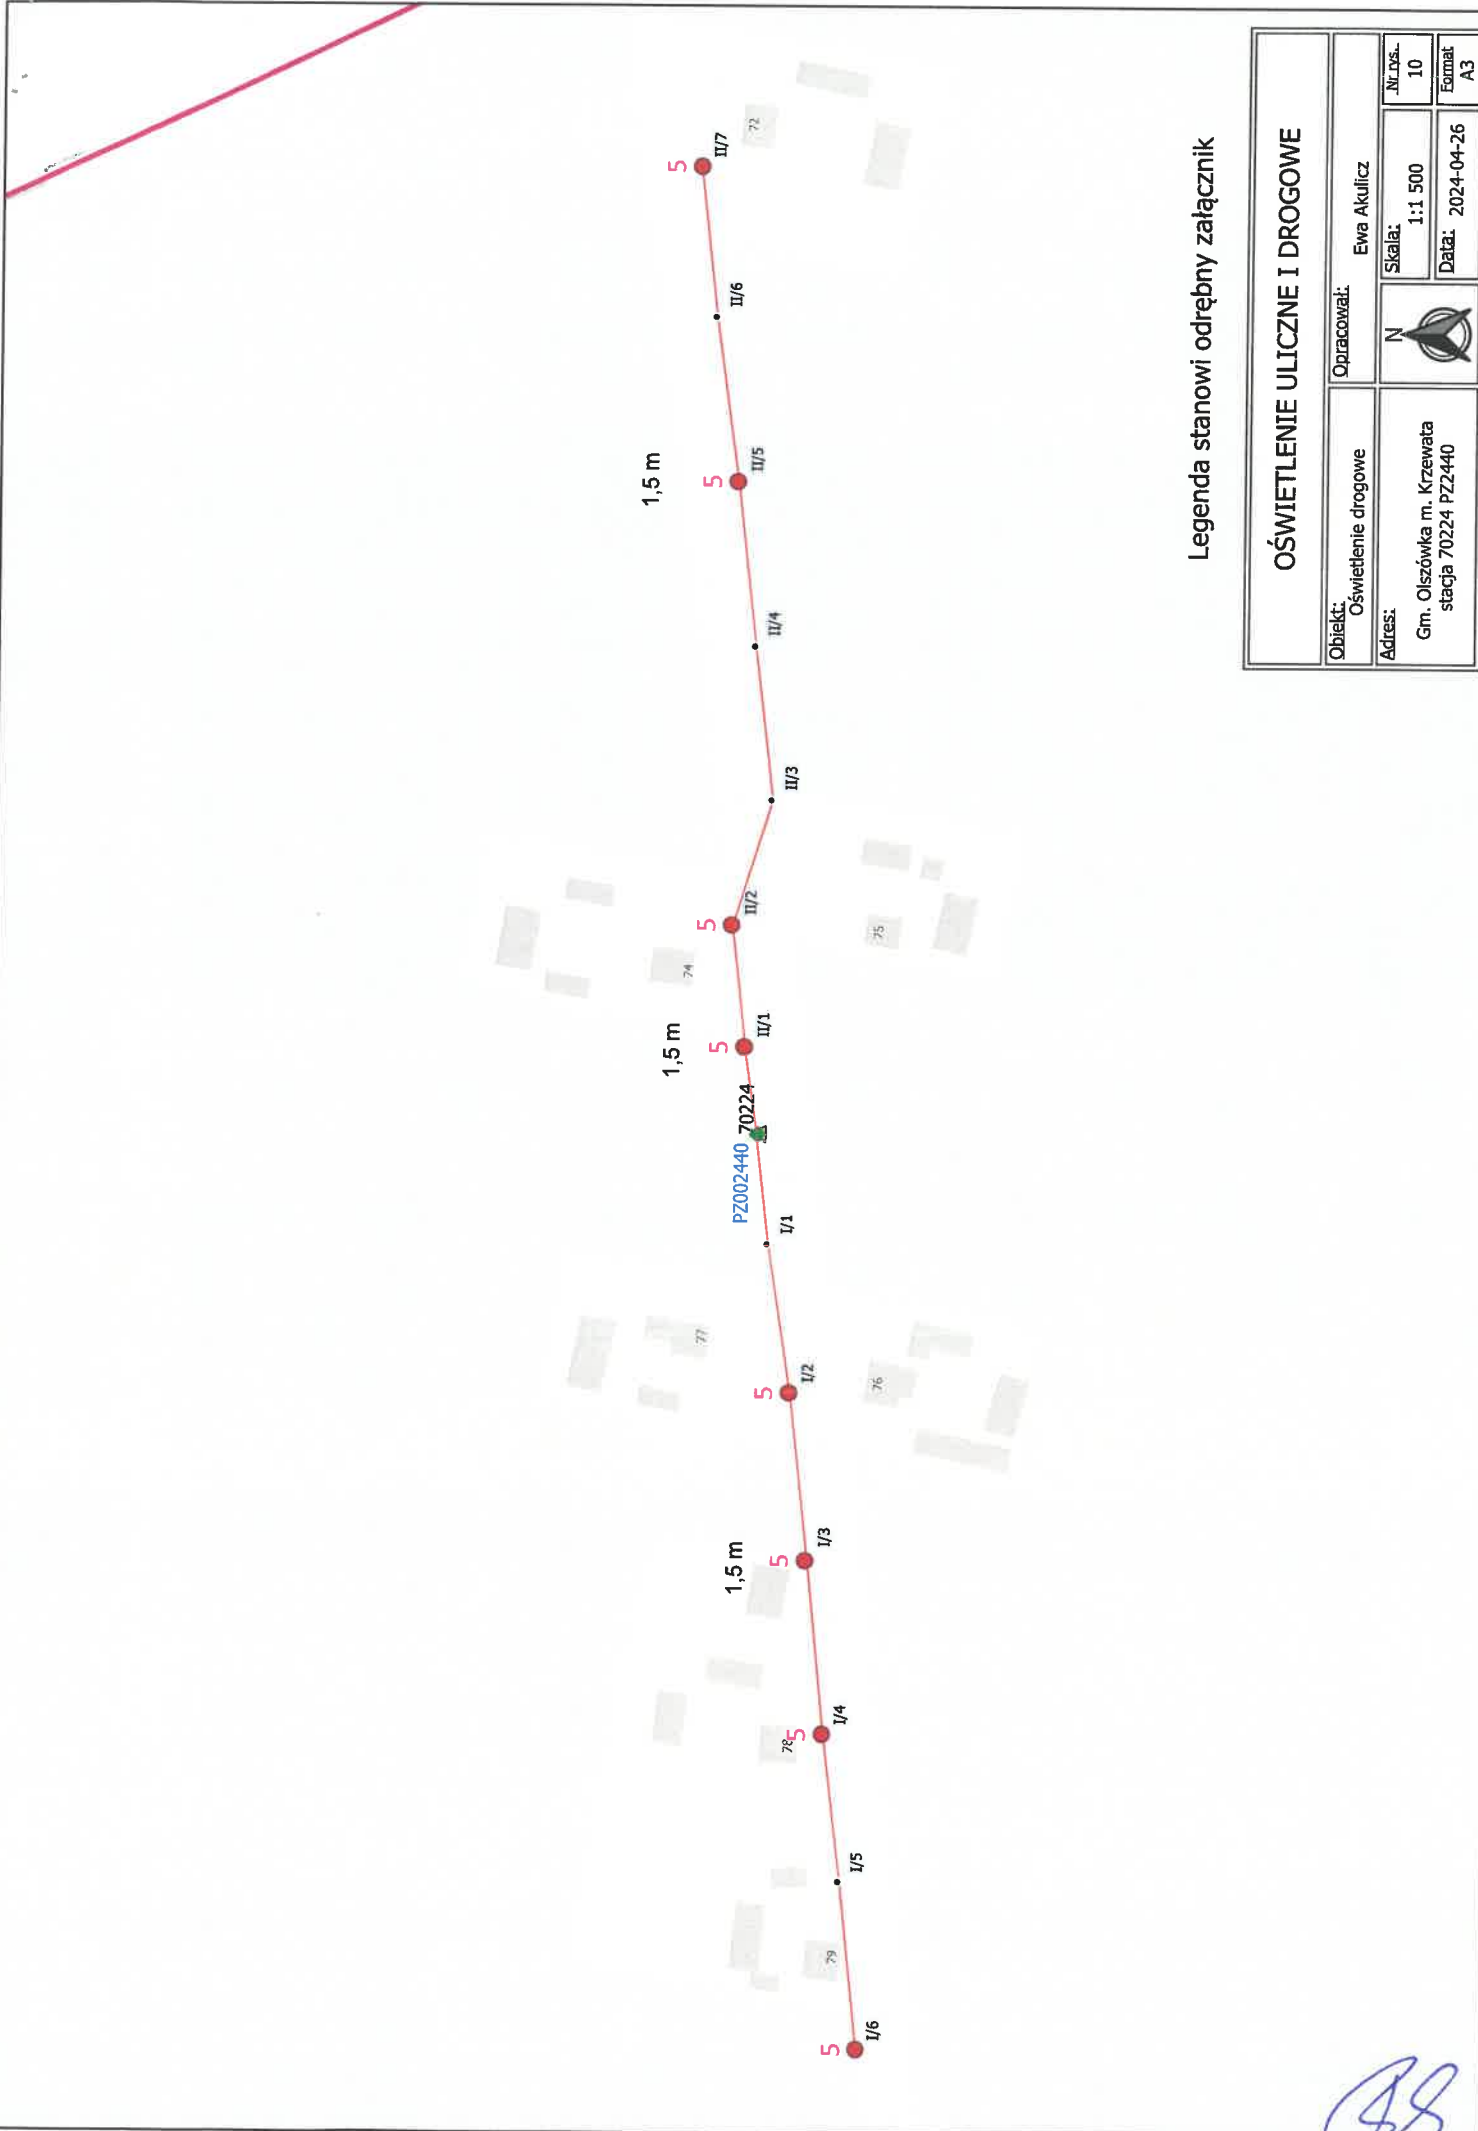 5
II/7
72
II/6
1,5 m
5
II/5
II/4
II/3
5
II/2
74
75
1,5 m
5
II/1
70224
PZ002440
I/1
77
5
I/2
76
1,5 m
5
I/3
78
5
I/4
I/5
79
5
I/6
Legenda stanowi odrębny załącznik
OŚWIETLENIE ULICZNE I DROGOWE
Obiekt:
Oświetlenie drogowe
Opracował:
Ewa Akulicz
Adres:
Gm. Olszówka m. Krzewata
stacja 70224 PZ2440
N
Skala:
1:1 500
Nr rys.
10
Data: 2024-04-26
Format
A3